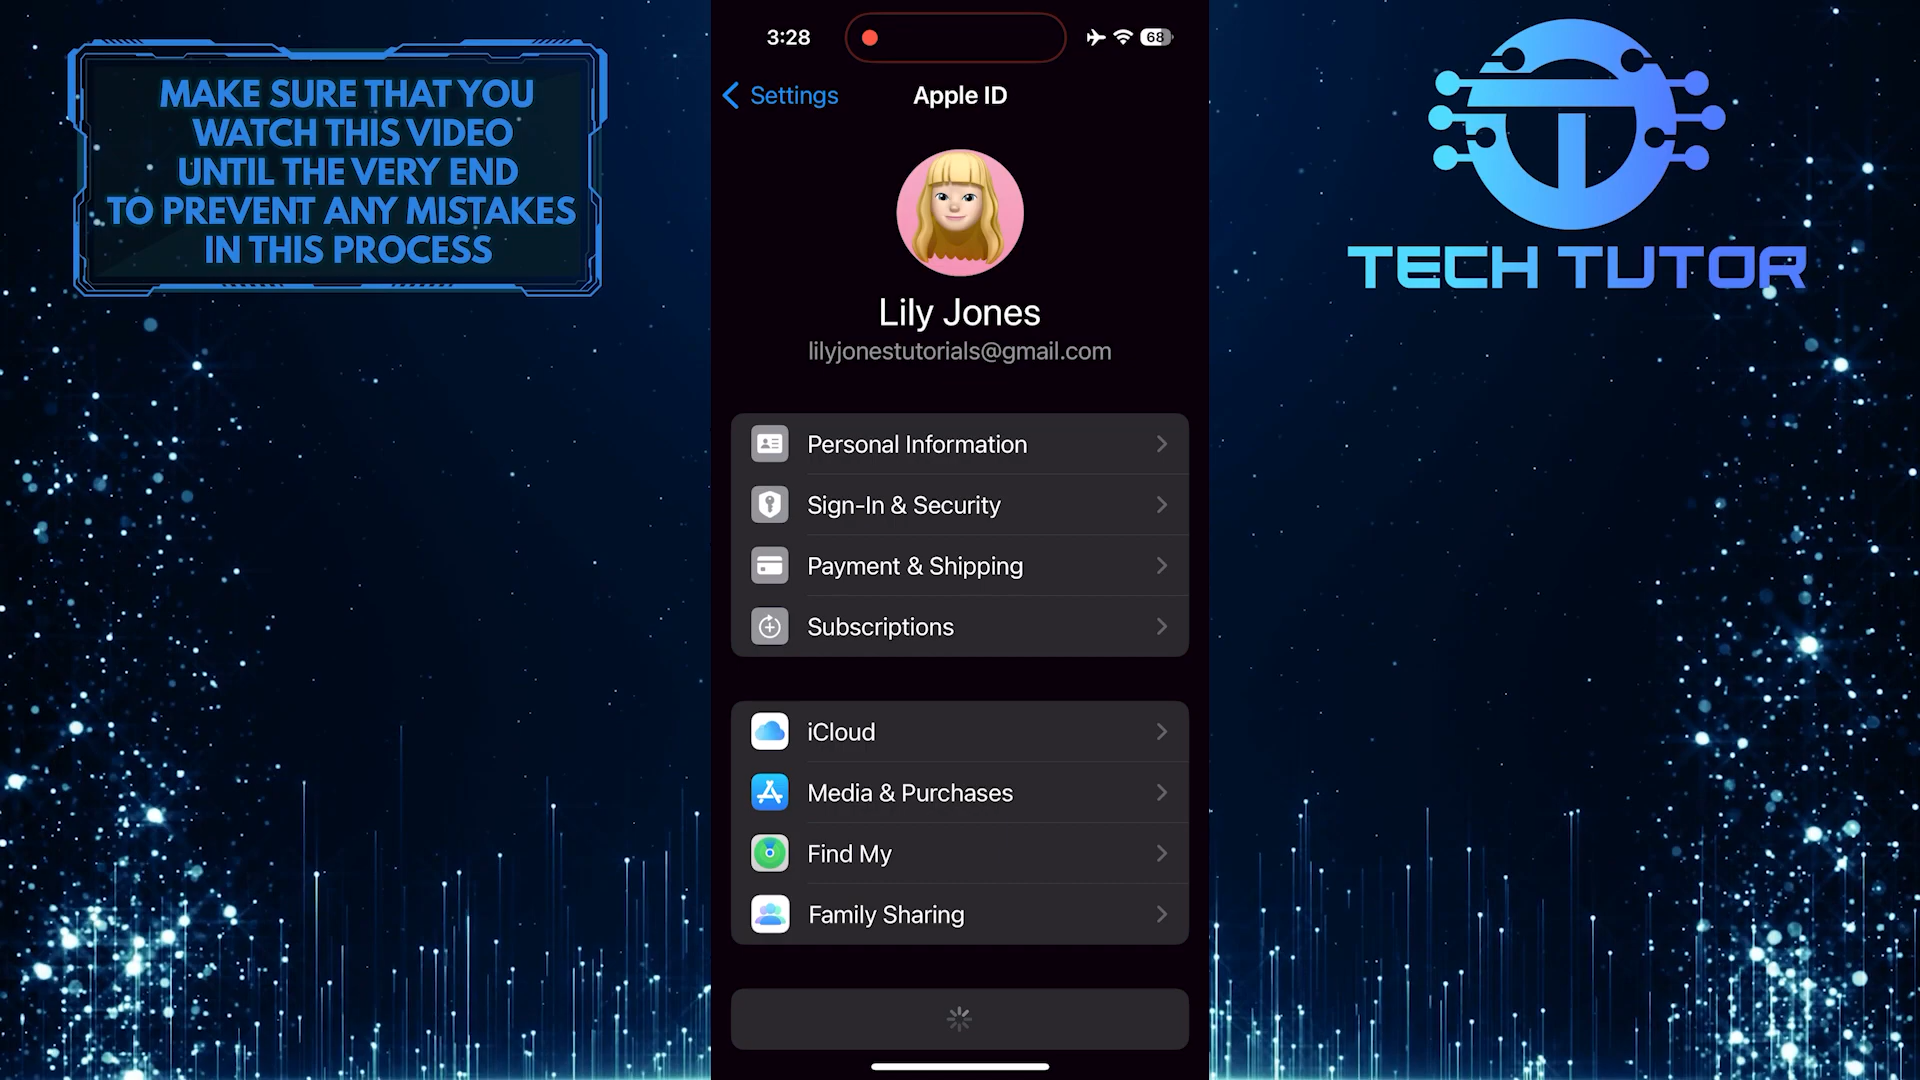 MAKE SURE THAT YOU
WATCH THIS VIDEO
UNTIL THE VERY END
TO PREVENT ANY MISTAKES
IN THIS PROCESS
3:28
68
Settings
Apple ID
Lily Jones
lilyjonestutorials@gmail.com
Personal Information
Sign-In & Security
Payment & Shipping
Subscriptions
iCloud
Media & Purchases
Find My
Family Sharing
TECH TUTOR